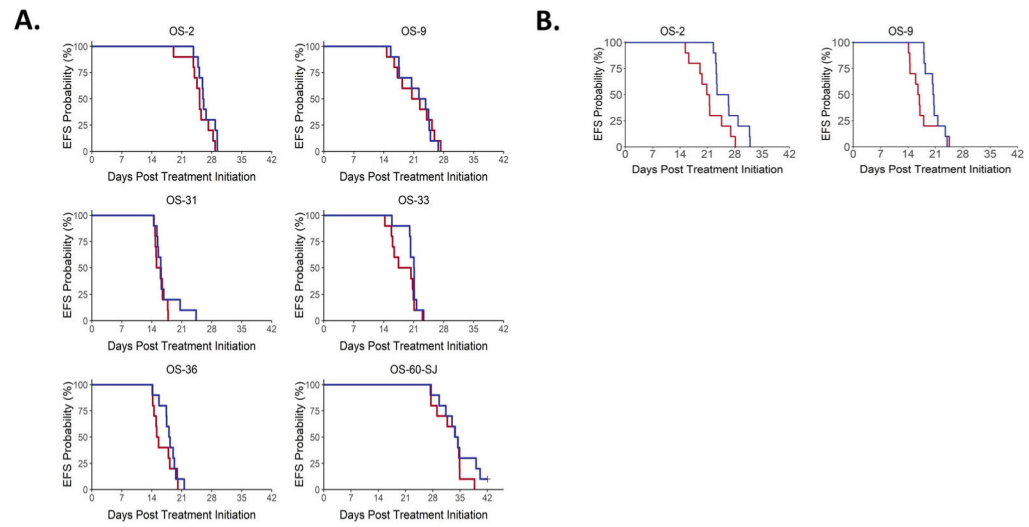 A.
B.
OS-2
EFS Probability (%)
100
75
50
25
0 7 14 21 28 35 42
Days Post Treatment Initiation
OS-9
EFS Probability (%)
100
75
50
25
0 7 14 21 28 35 42
Days Post Treatment Initiation
OS-2
EFS Probability (%)
100
75
50
25
0 7 14 21 28 35 42
Days Post Treatment Initiation
OS-9
EFS Probability (%)
100
75
50
25
0 7 14 21 28 35 42
Days Post Treatment Initiation
OS-31
EFS Probability (%)
100
75
50
25
0 7 14 21 28 35 42
Days Post Treatment Initiation
OS-33
EFS Probability (%)
100
75
50
25
0 7 14 21 28 35 42
Days Post Treatment Initiation
OS-36
EFS Probability (%)
100
75
50
25
0 7 14 21 28 35 42
Days Post Treatment Initiation
OS-60-SJ
EFS Probability (%)
100
75
50
25
0 7 14 21 28 35 42
Days Post Treatment Initiation